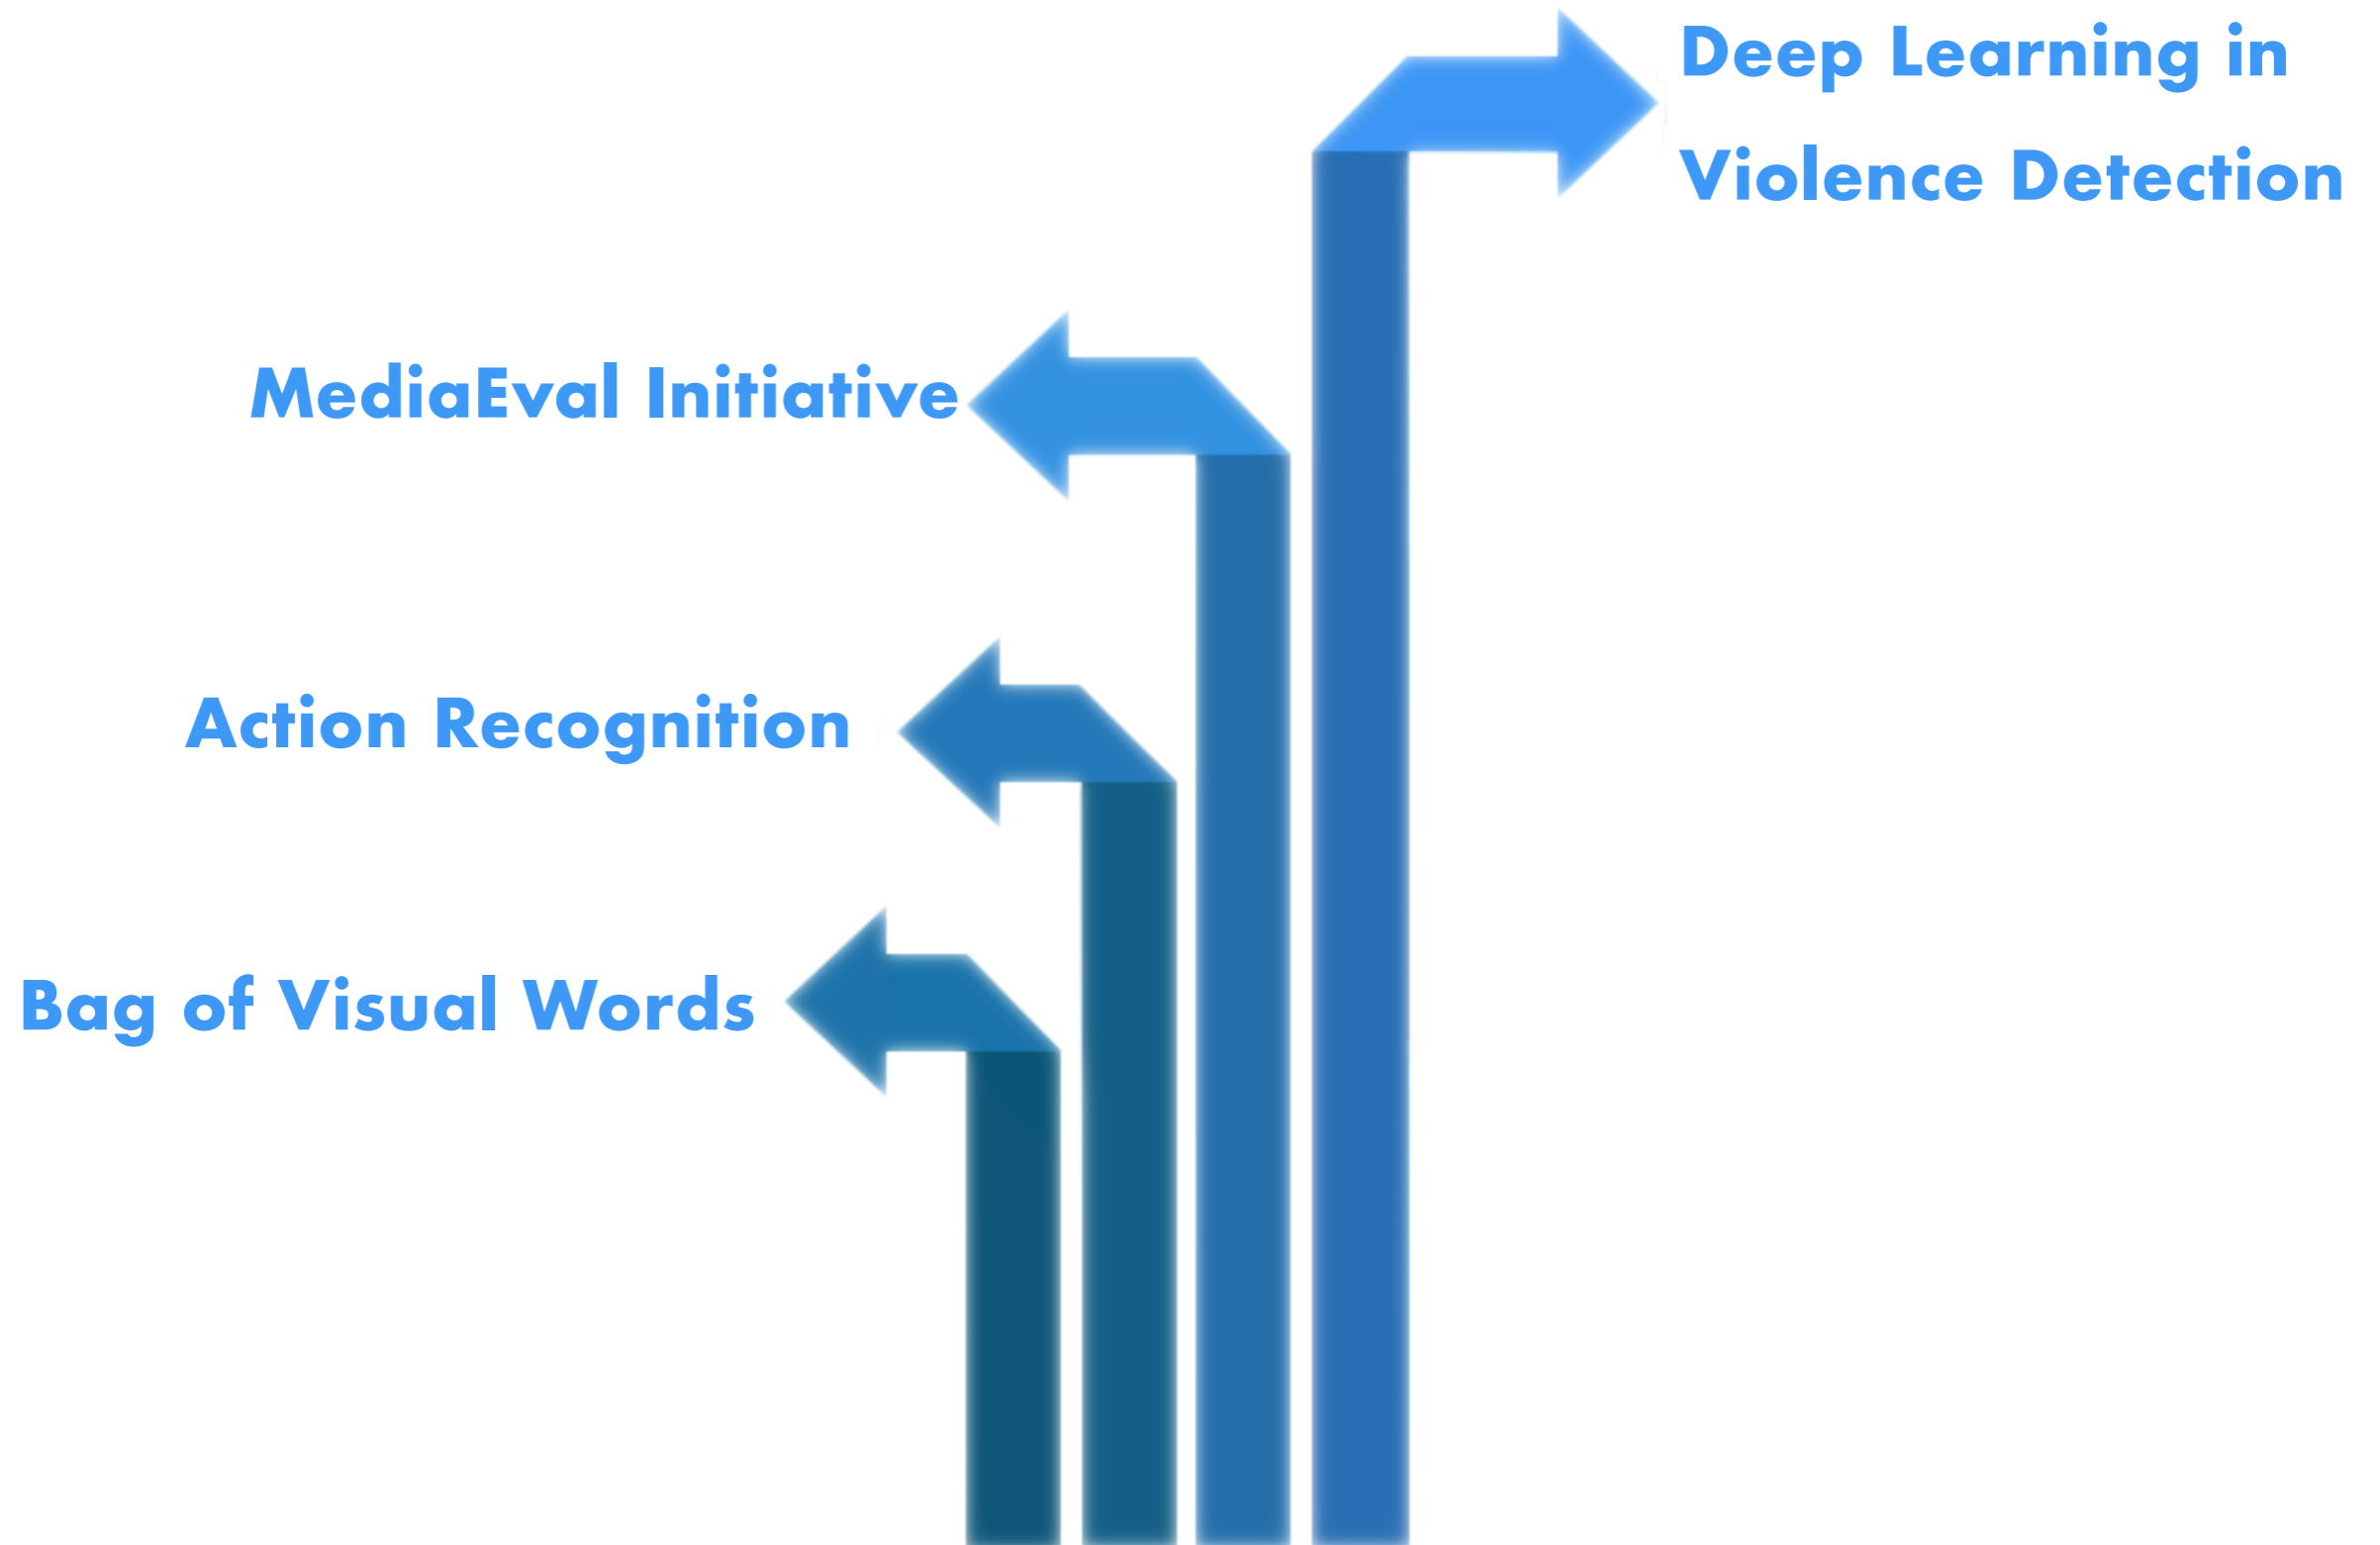 Deep Learning in
Violence Detection
MediaEval Initiative
Action Recognition
Bag of Visual Words